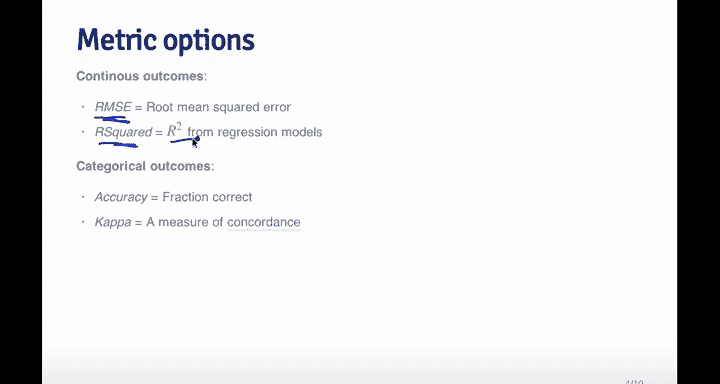 Metric options
Continous outcomes:
· RMSE = Root mean squared error
· RSquared = R² from regression models
Categorical outcomes:
· Accuracy = Fraction correct
· Kappa = A measure of concordance